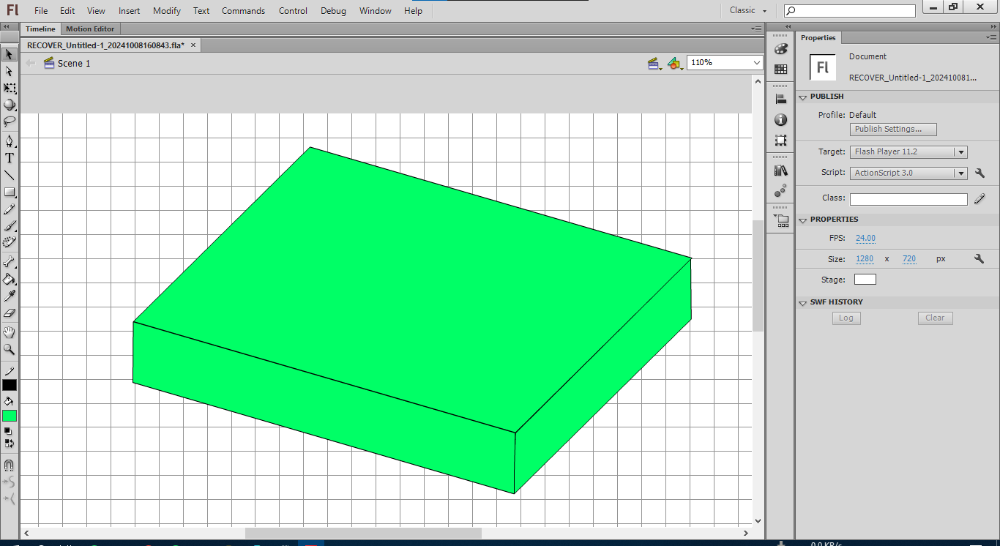 Fl File Edit View Insert Modify Text Commands Control Debug Window Help Classic
Timeline Motion Editor
RECOVER_Untitled-1_20241008160843.fla* ×
Scene 1 110%
T
Properties
Fl Document
RECOVER_Untitled-1_202410081...
PUBLISH
Profile: Default
Publish Settings...
Target: Flash Player 11.2
Script: ActionScript 3.0
Class:
PROPERTIES
FPS: 24.00
Size: 1280 x 720 px
Stage:
SWF HISTORY
Log Clear